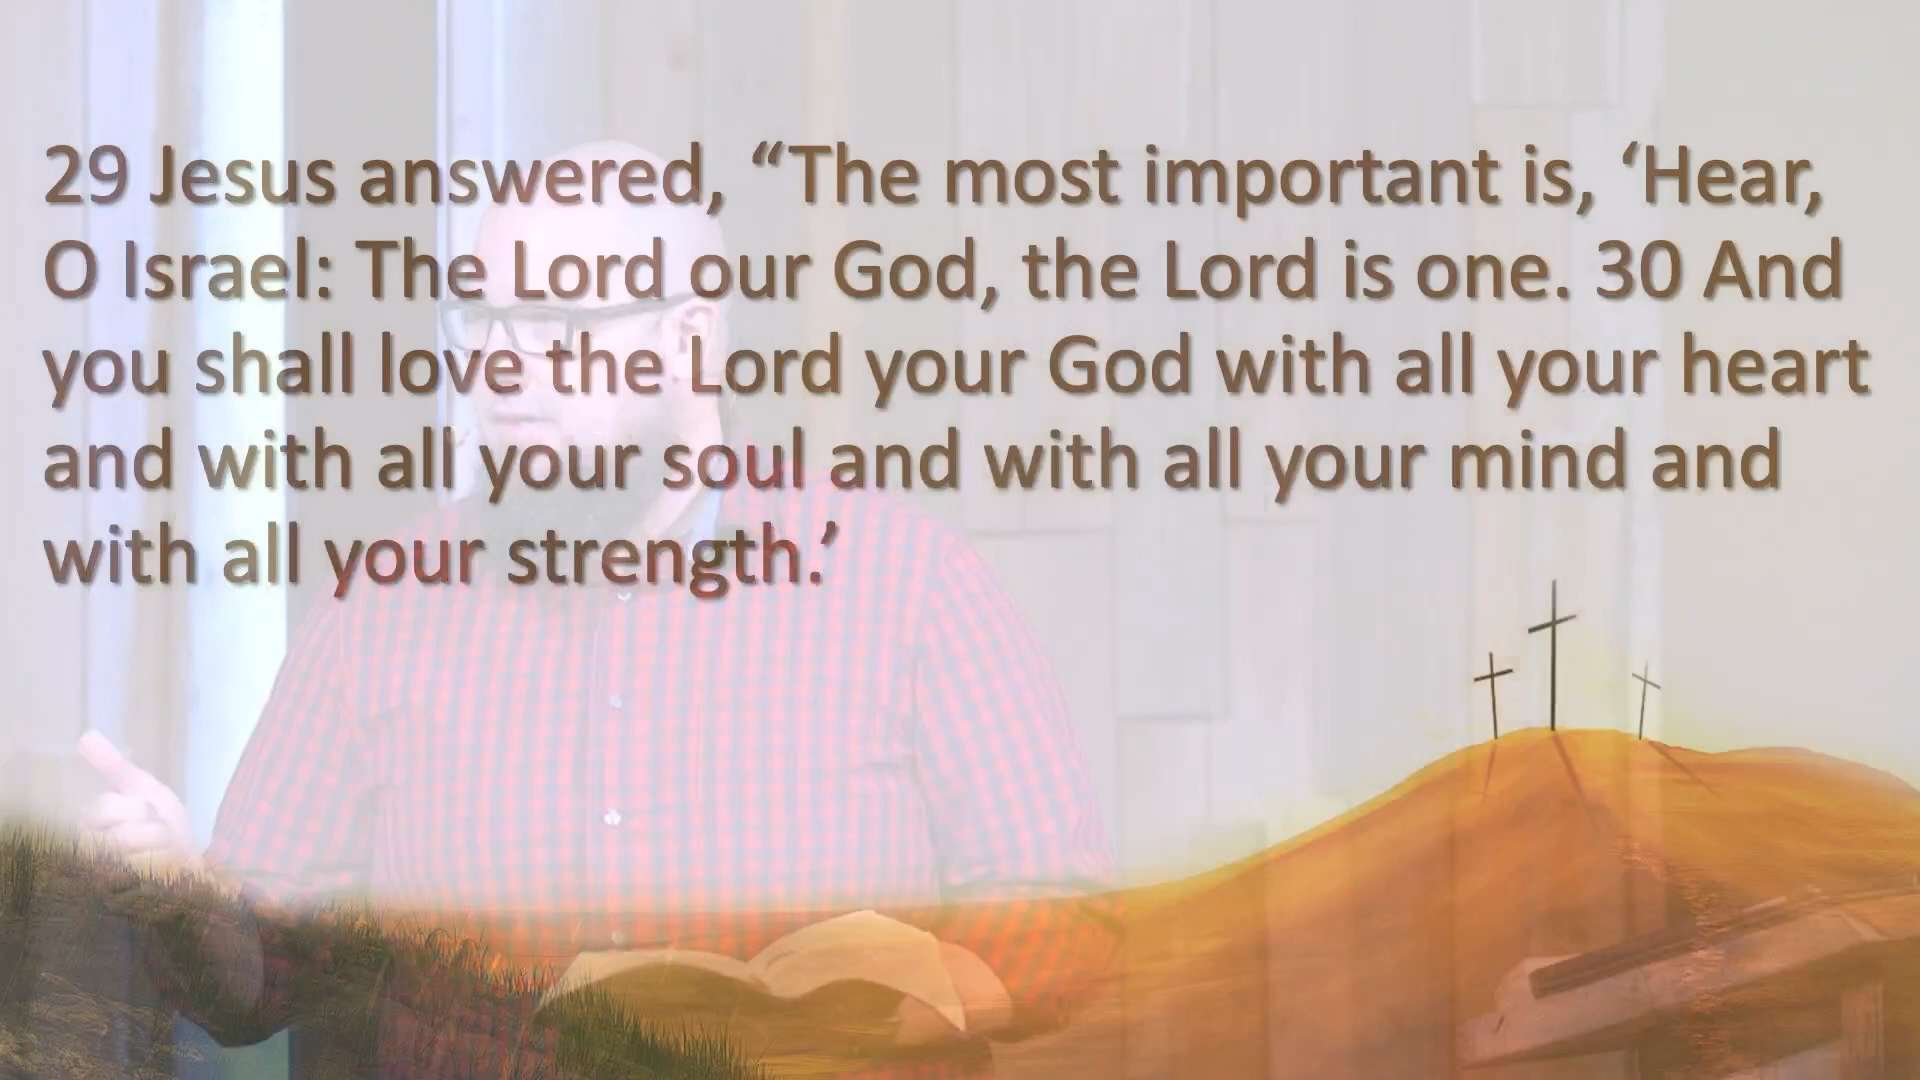 29 Jesus answered, “The most important is, ‘Hear,
O Israel: The Lord our God, the Lord is one. 30 And
you shall love the Lord your God with all your heart
and with all your soul and with all your mind and
with all your strength.’